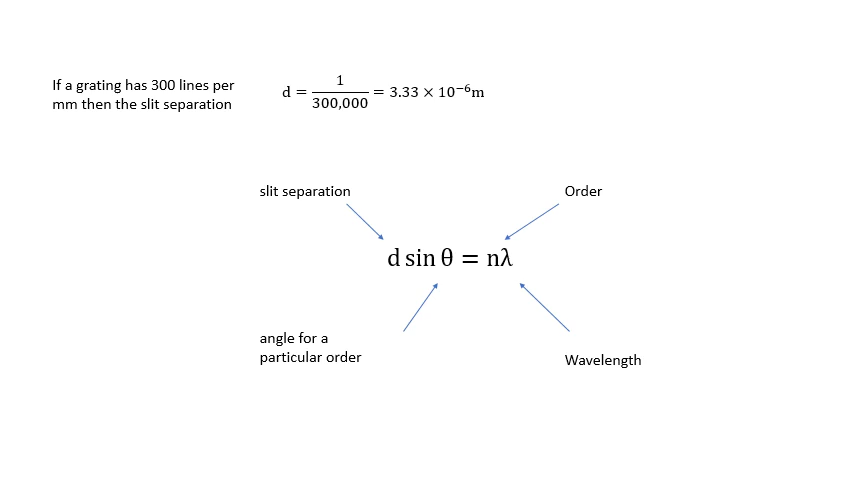 If a grating has 300 lines per
mm then the slit separation
d = 1/300,000 = 3.33 × 10⁻⁶m
slit separation
Order
d sin θ = nλ
angle for a
particular order
Wavelength